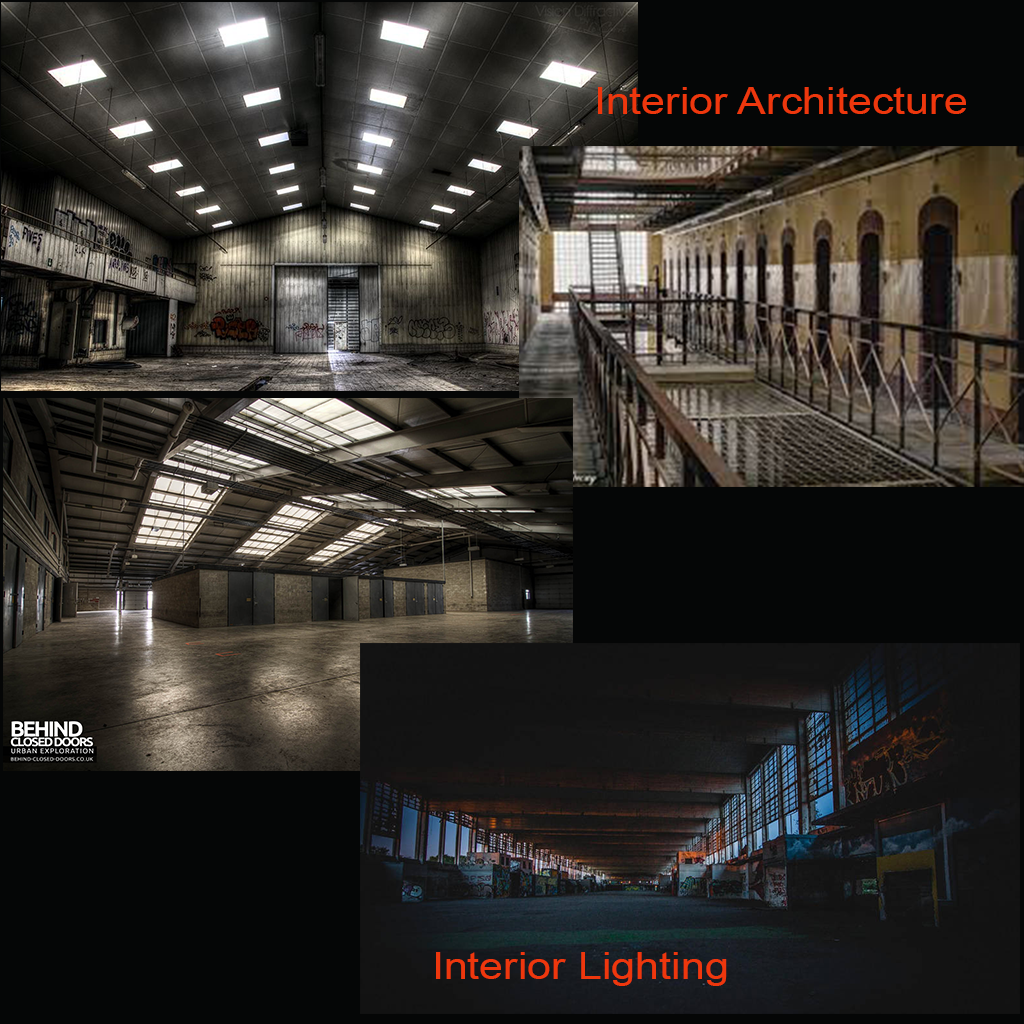 Interior Architecture
BEHIND
CLOSED DOORS
URBAN EXPLORATION
BEHIND-CLOSED-DOORS.CO.UK
Interior Lighting